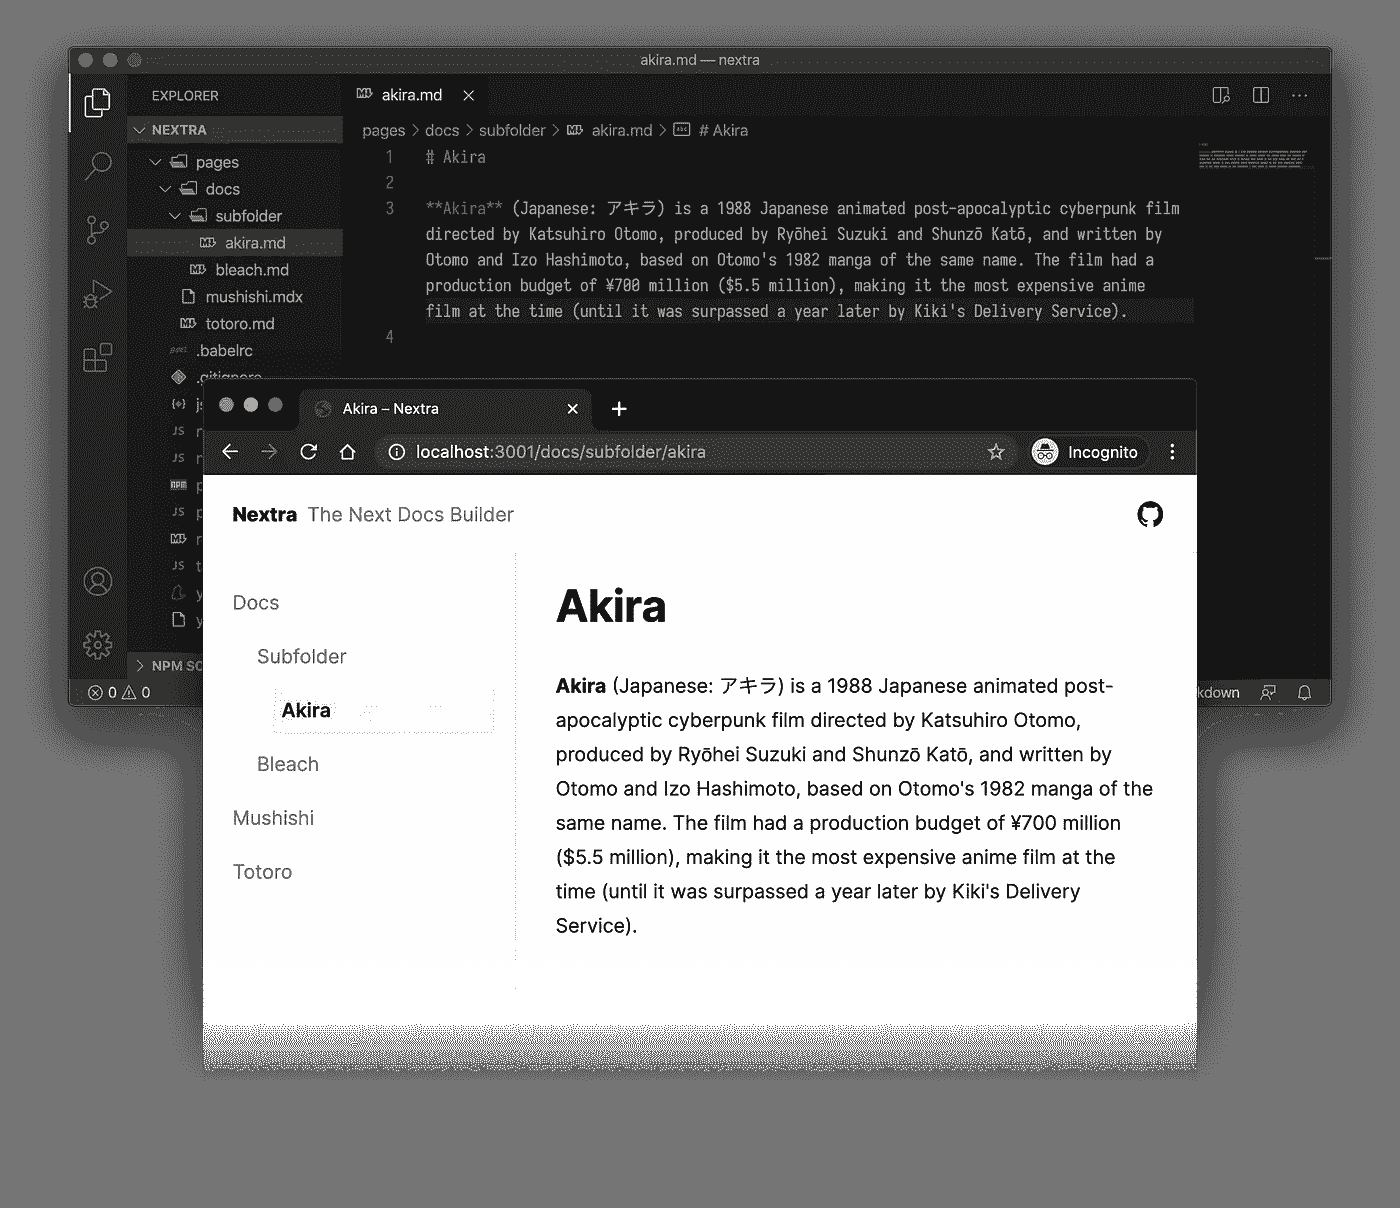 akira.md — nextra
EXPLORER
NEXTRA
pages
docs
subfolder
akira.md
bleach.md
mushishi.mdx
totoro.md
.babelrc
.gitignore
JS
JS
npm
JS
JS
NPM SC
0 0
akira.md
pages > docs > subfolder > akira.md > # Akira
1 # Akira
2
3 **Akira** (Japanese: アキラ) is a 1988 Japanese animated post-apocalyptic cyberpunk film
directed by Katsuhiro Otomo, produced by Ryōhei Suzuki and Shunzō Katō, and written by
Otomo and Izo Hashimoto, based on Otomo's 1982 manga of the same name. The film had a
production budget of ¥700 million ($5.5 million), making it the most expensive anime
film at the time (until it was surpassed a year later by Kiki's Delivery Service).
4
kdown
Akira – Nextra
localhost:3001/docs/subfolder/akira
Incognito
Nextra The Next Docs Builder
Docs
Subfolder
Akira
Bleach
Mushishi
Totoro
Akira
Akira (Japanese: アキラ) is a 1988 Japanese animated post-
apocalyptic cyberpunk film directed by Katsuhiro Otomo,
produced by Ryōhei Suzuki and Shunzō Katō, and written by
Otomo and Izo Hashimoto, based on Otomo's 1982 manga of the
same name. The film had a production budget of ¥700 million
($5.5 million), making it the most expensive anime film at the
time (until it was surpassed a year later by Kiki's Delivery
Service).